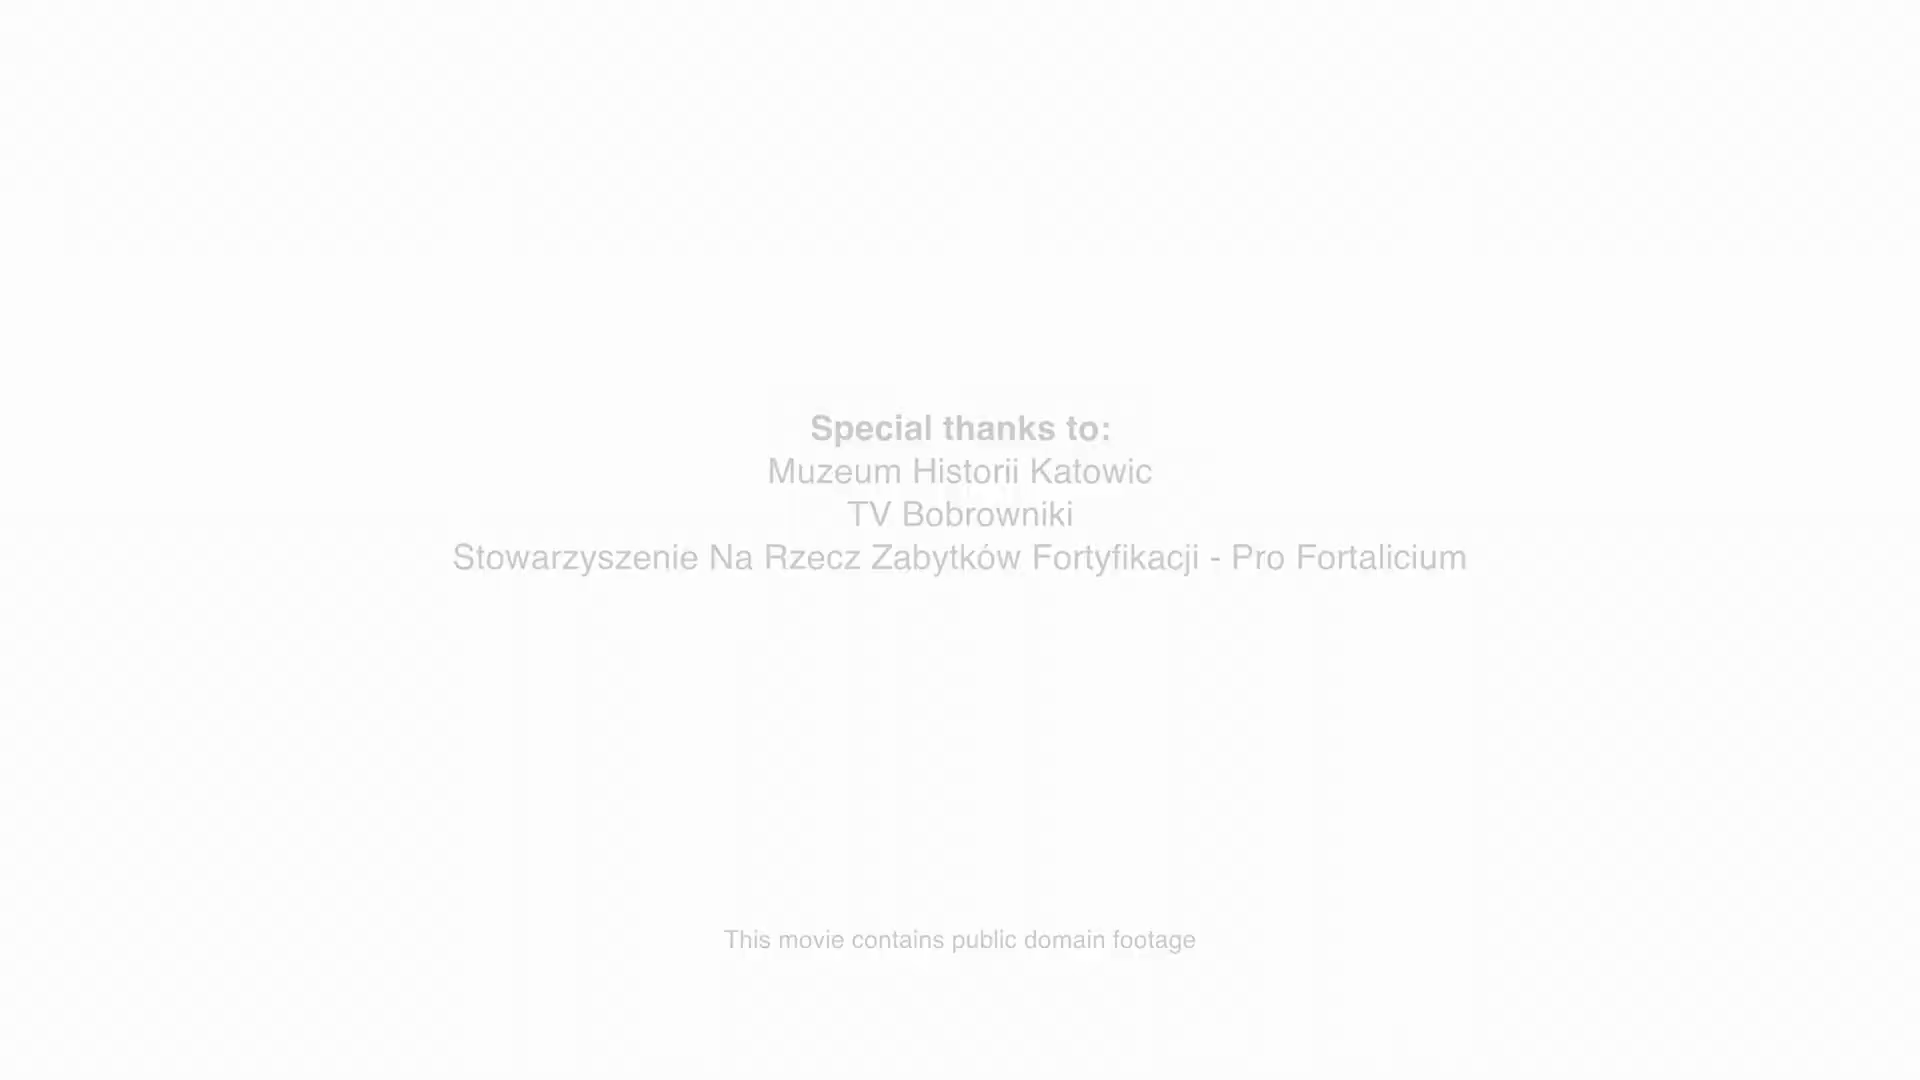 Special thanks to:
Muzeum Historii Katowic
TV Bobrowniki
Stowarzyszenie Na Rzecz Zabytków Fortyfikacji - Pro Fortalicium
This movie contains public domain footage